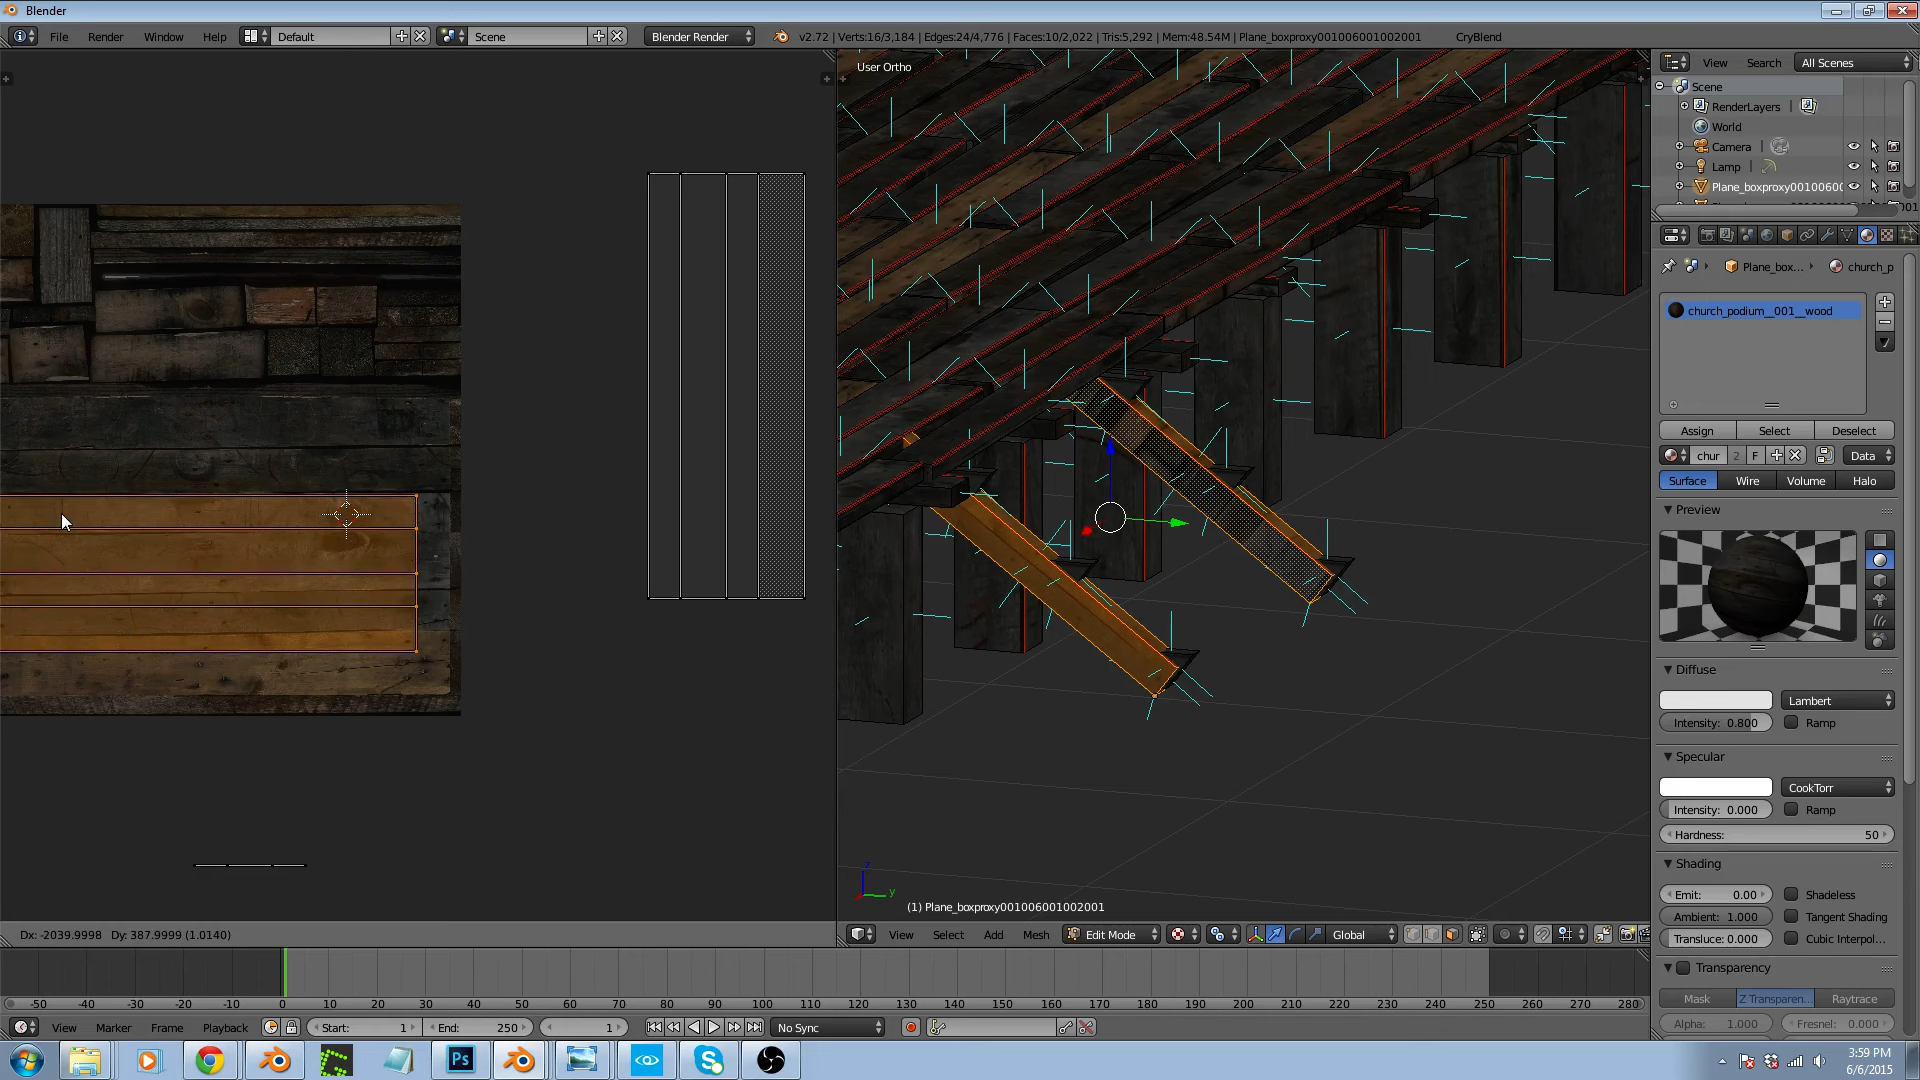 Blender
File Render Window Help Default Scene Blender Render v2.72 | Verts:16/3,184 | Edges:24/4,776 | Faces:10/2,022 | Tris:5,292 | Mem:48.54M | Plane_boxproxy001006001002001 CryBlend
User Ortho
View Search All Scenes
Scene
RenderLayers
World
Camera
Lamp
Plane_boxproxy0010060
Plane_box... church_p
church_podium__001__wood
Assign Select Deselect
chur 2 F Data
Surface Wire Volume Halo
Preview
Diffuse
Lambert
Intensity: 0.800 Ramp
Specular
CookTorr
Intensity: 0.000 Ramp
Hardness: 50
Shading
Emit: 0.00 Shadeless
Ambient: 1.000 Tangent Shading
Transluce: 0.000 Cubic Interpol...
Transparency
Mask Z Transparen... Raytrace
Alpha: 1.000 Fresnel: 0.000
z
y
(1) Plane_boxproxy001006001002001
Dx: -2039.9998 Dy: 387.9999 (1.0140)
View Select Add Mesh Edit Mode Global
-50 -40 -30 -20 -10 0 10 20 30 40 50 60 70 80 90 100 110 120 130 140 150 160 170 180 190 200 210 220 230 240 250 260 270 280
View Marker Frame Playback Start: 1 End: 250 1 No Sync
Ps
3:59 PM
6/6/2015